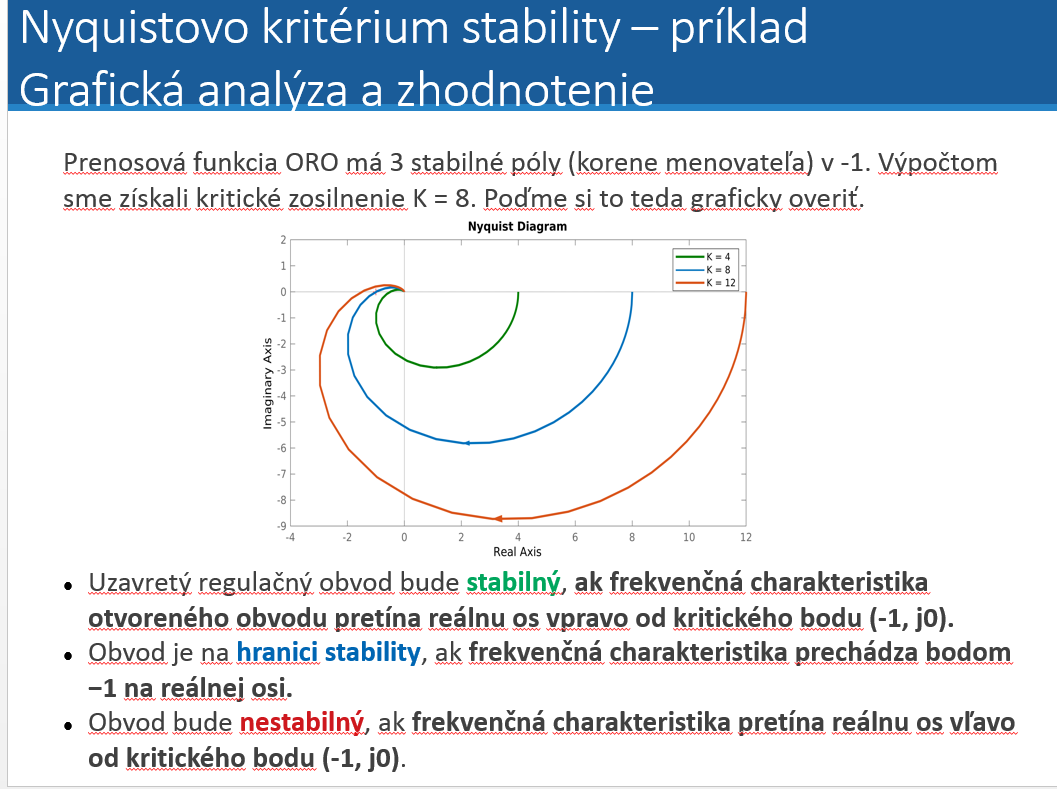 Nyquistovo kritérium stability – príklad
Grafická analýza a zhodnotenie
Prenosová funkcia ORO má 3 stabilné póly (korene menovateľa) v -1. Výpočtom
sme získali kritické zosilnenie K = 8. Poďme si to teda graficky overiť.
Nyquist Diagram
2
1
0
-1
-2
-3
-4
-5
-6
-7
-8
-9
Imaginary Axis
K = 4
K = 8
K = 12
-4 -2 0 2 4 6 8 10 12
Real Axis
• Uzavretý regulačný obvod bude stabilný, ak frekvenčná charakteristika
otvoreného obvodu pretína reálnu os vpravo od kritického bodu (-1, j0).
• Obvod je na hranici stability, ak frekvenčná charakteristika prechádza bodom
−1 na reálnej osi.
• Obvod bude nestabilný, ak frekvenčná charakteristika pretína reálnu os vľavo
od kritického bodu (-1, j0).